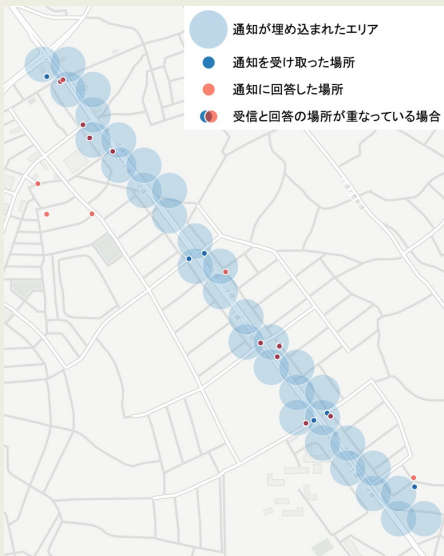 通知が埋め込まれたエリア
通知を受け取った場所
通知に回答した場所
受信と回答の場所が重なっている場合